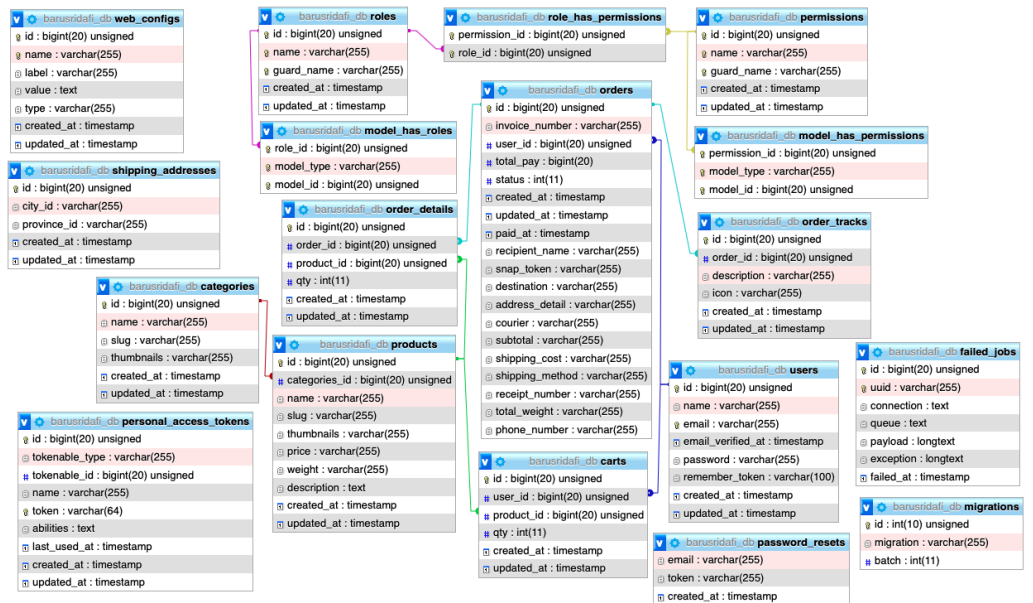 barusridafi_db web_configs
id : bigint(20) unsigned
name : varchar(255)
label : varchar(255)
value : text
type : varchar(255)
created_at : timestamp
updated_at : timestamp
barusridafi_db roles
id : bigint(20) unsigned
name : varchar(255)
guard_name : varchar(255)
created_at : timestamp
updated_at : timestamp
barusridafi_db role_has_permissions
permission_id : bigint(20) unsigned
role_id : bigint(20) unsigned
barusridafi_db permissions
id : bigint(20) unsigned
name : varchar(255)
guard_name : varchar(255)
created_at : timestamp
updated_at : timestamp
barusridafi_db model_has_roles
role_id : bigint(20) unsigned
model_type : varchar(255)
model_id : bigint(20) unsigned
barusridafi_db orders
id : bigint(20) unsigned
invoice_number : varchar(255)
user_id : bigint(20) unsigned
total_pay : bigint(20)
status : int(11)
created_at : timestamp
updated_at : timestamp
paid_at : timestamp
recipient_name : varchar(255)
snap_token : varchar(255)
destination : varchar(255)
address_detail : varchar(255)
courier : varchar(255)
subtotal : varchar(255)
shipping_cost : varchar(255)
shipping_method : varchar(255)
receipt_number : varchar(255)
total_weight : varchar(255)
phone_number : varchar(255)
barusridafi_db model_has_permissions
permission_id : bigint(20) unsigned
model_type : varchar(255)
model_id : bigint(20) unsigned
barusridafi_db shipping_addresses
id : bigint(20) unsigned
city_id : varchar(255)
province_id : varchar(255)
created_at : timestamp
updated_at : timestamp
barusridafi_db order_details
id : bigint(20) unsigned
order_id : bigint(20) unsigned
product_id : bigint(20) unsigned
qty : int(11)
created_at : timestamp
updated_at : timestamp
barusridafi_db order_tracks
id : bigint(20) unsigned
order_id : bigint(20) unsigned
description : varchar(255)
icon : varchar(255)
created_at : timestamp
updated_at : timestamp
barusridafi_db categories
id : bigint(20) unsigned
name : varchar(255)
slug : varchar(255)
thumbnails : varchar(255)
created_at : timestamp
updated_at : timestamp
barusridafi_db products
id : bigint(20) unsigned
categories_id : bigint(20) unsigned
name : varchar(255)
slug : varchar(255)
thumbnails : varchar(255)
price : varchar(255)
weight : varchar(255)
description : text
created_at : timestamp
updated_at : timestamp
barusridafi_db users
id : bigint(20) unsigned
name : varchar(255)
email : varchar(255)
email_verified_at : timestamp
password : varchar(255)
remember_token : varchar(100)
created_at : timestamp
updated_at : timestamp
barusridafi_db failed_jobs
id : bigint(20) unsigned
uuid : varchar(255)
connection : text
queue : text
payload : longtext
exception : longtext
failed_at : timestamp
barusridafi_db personal_access_tokens
id : bigint(20) unsigned
tokenable_type : varchar(255)
tokenable_id : bigint(20) unsigned
name : varchar(255)
token : varchar(64)
abilities : text
last_used_at : timestamp
created_at : timestamp
updated_at : timestamp
barusridafi_db carts
id : bigint(20) unsigned
user_id : bigint(20) unsigned
product_id : bigint(20) unsigned
qty : int(11)
created_at : timestamp
updated_at : timestamp
barusridafi_db password_resets
email : varchar(255)
token : varchar(255)
created_at : timestamp
barusridafi_db migrations
id : int(10) unsigned
migration : varchar(255)
batch : int(11)